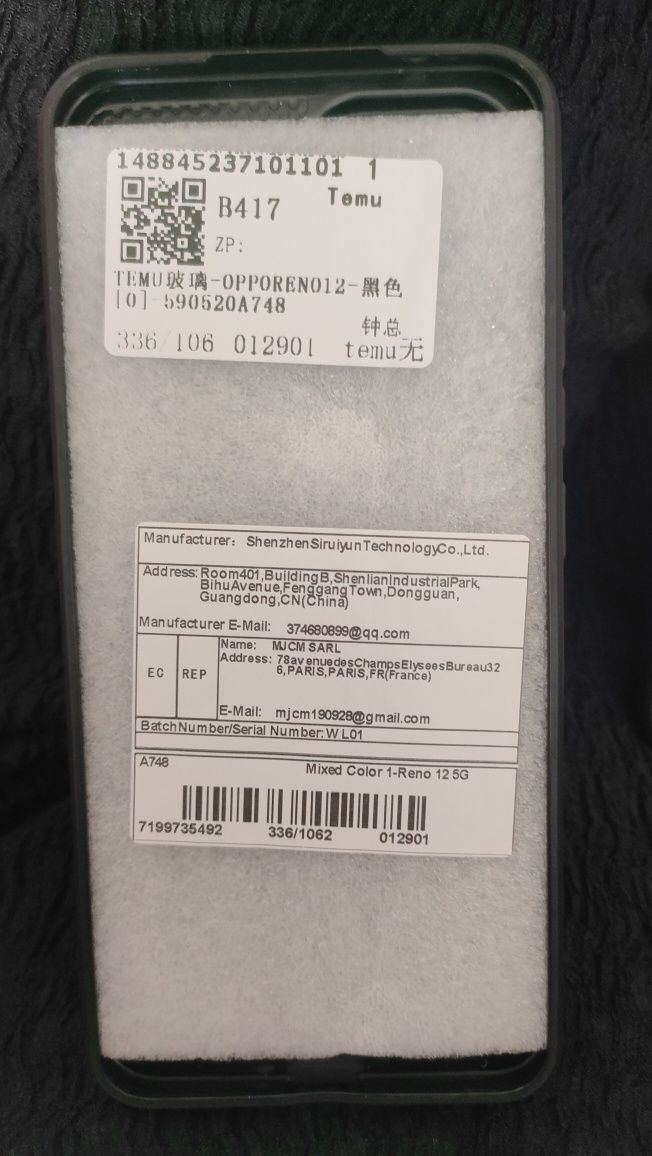 148845237101101 1
B417
Temu
ZP:
TEMU玻璃-OPPORENO12-黑色
[0]-590520A748
钟总
336/106 012901 temu无
Manufacturer: ShenzhenSiruiyunTechnologyCo.,Ltd.
Address: Room401,BuildingB,ShenlianIndustrialPark,
BihuAvenue,FenggangTown,Dongguan,
Guangdong,CN(China)
Manufacturer E-Mail: 374680899@qq.com
EC REP
Name: MJCM SARL
Address: 78avenuedesChampsElyseesBureau32
6,PARIS,PARIS,FR(France)
E-Mail: mjcm190928@gmail.com
BatchNumber/Serial Number:WL01
A748
Mixed Color 1-Reno 12 5G
7199735492 336/1062 012901